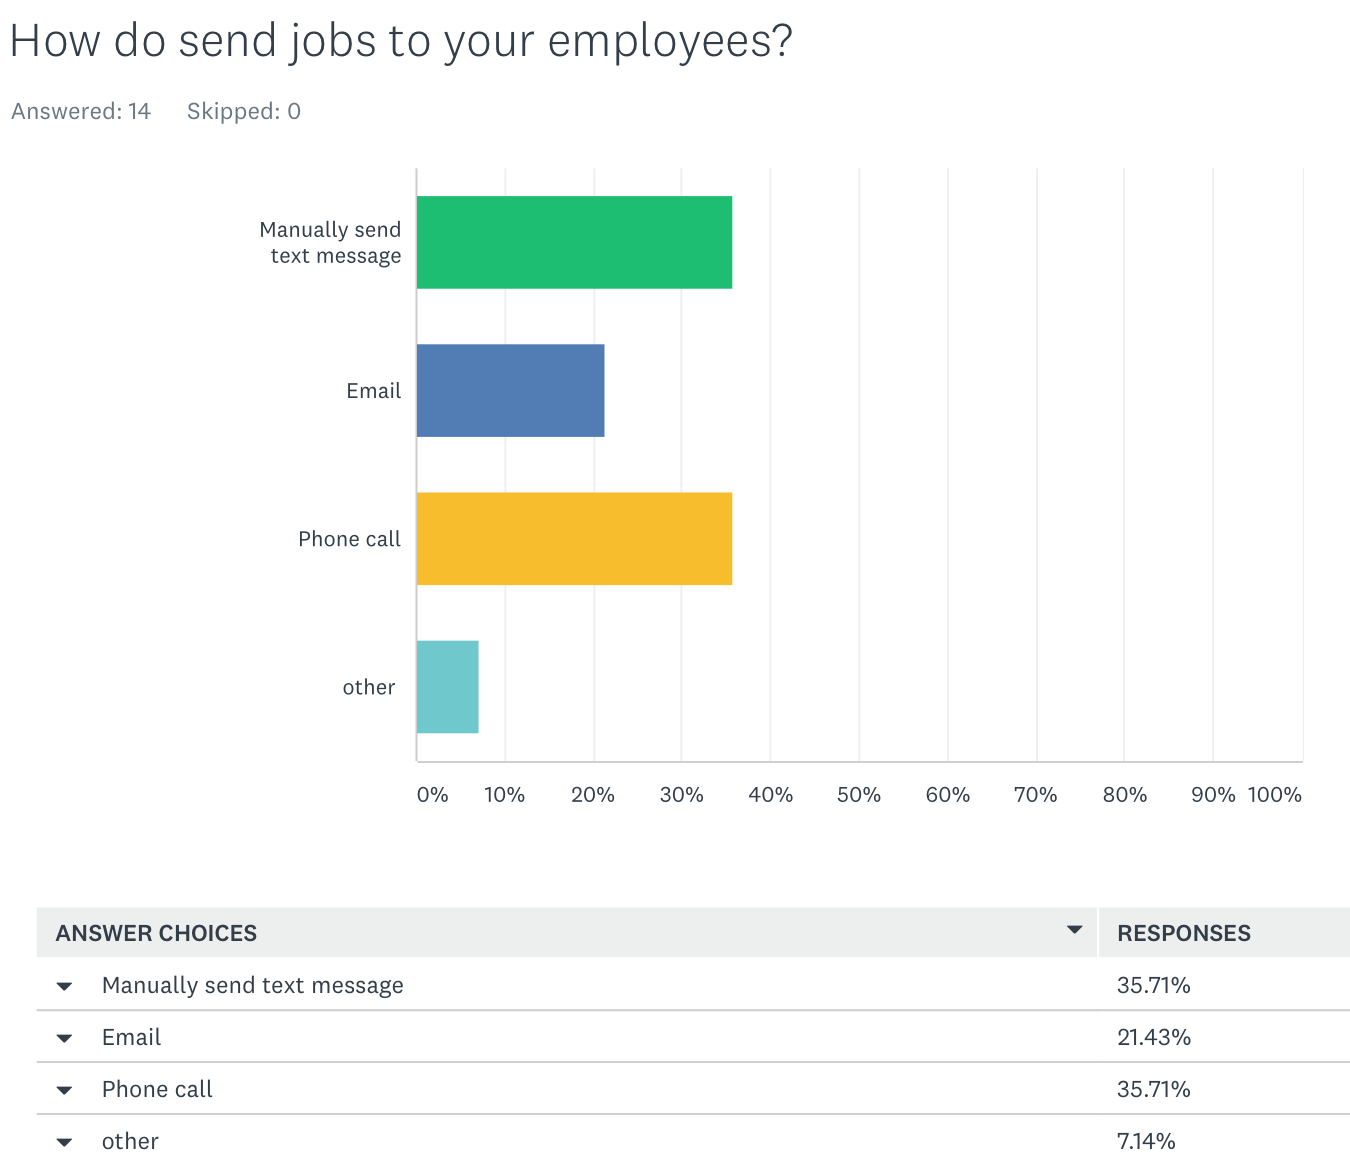 How do send jobs to your employees?
Answered: 14 Skipped: 0
Manually send
text message
Email
Phone call
other
0% 10% 20% 30% 40% 50% 60% 70% 80% 90% 100%
ANSWER CHOICES RESPONSES
Manually send text message 35.71%
Email 21.43%
Phone call 35.71%
other 7.14%